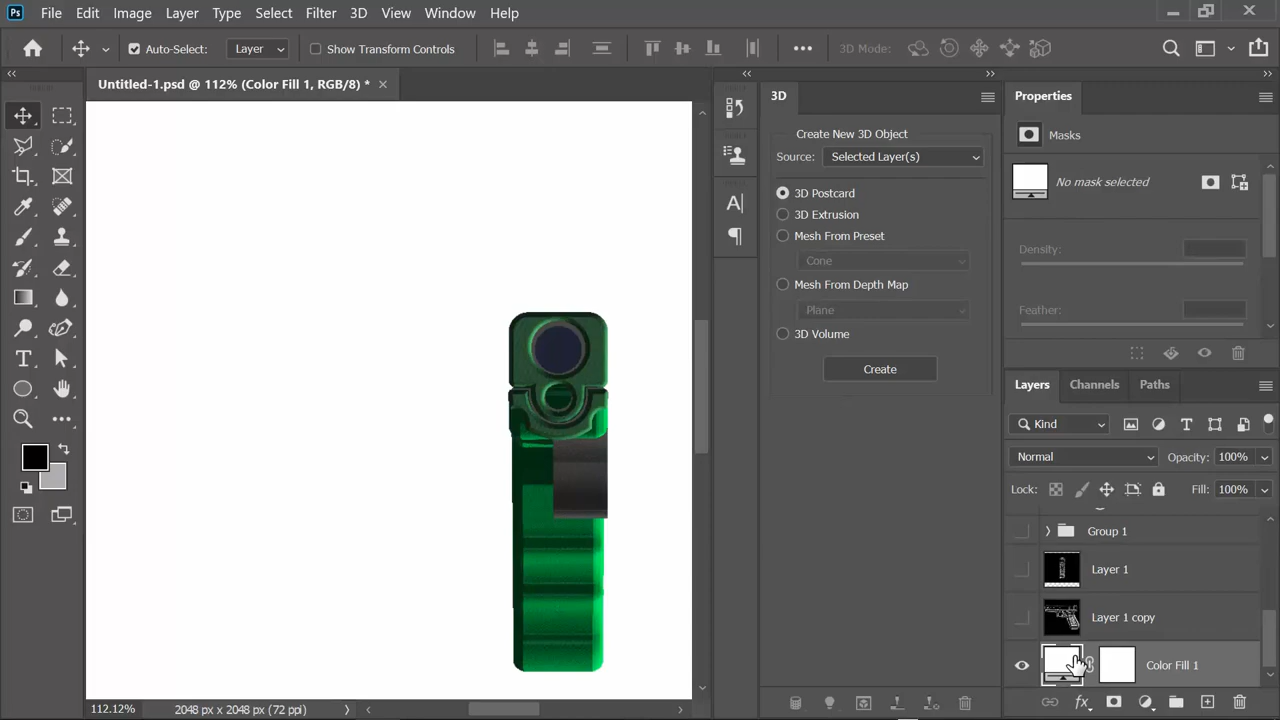 Ps File Edit Image Layer Type Select Filter 3D View Window Help
Auto-Select: Layer Show Transform Controls ••• 3D Mode:
Untitled-1.psd @ 112% (Color Fill 1, RGB/8) *
3D
Properties
Create New 3D Object
Masks
Source: Selected Layer(s)
No mask selected
3D Postcard
3D Extrusion
Mesh From Preset
Density:
Cone
Mesh From Depth Map
Plane
Feather:
3D Volume
Create
Layers Channels Paths
Kind
Normal Opacity: 100%
Lock: Fill: 100%
Group 1
Layer 1
Layer 1 copy
Color Fill 1
112.12% 2048 px x 2048 px (72 ppi)